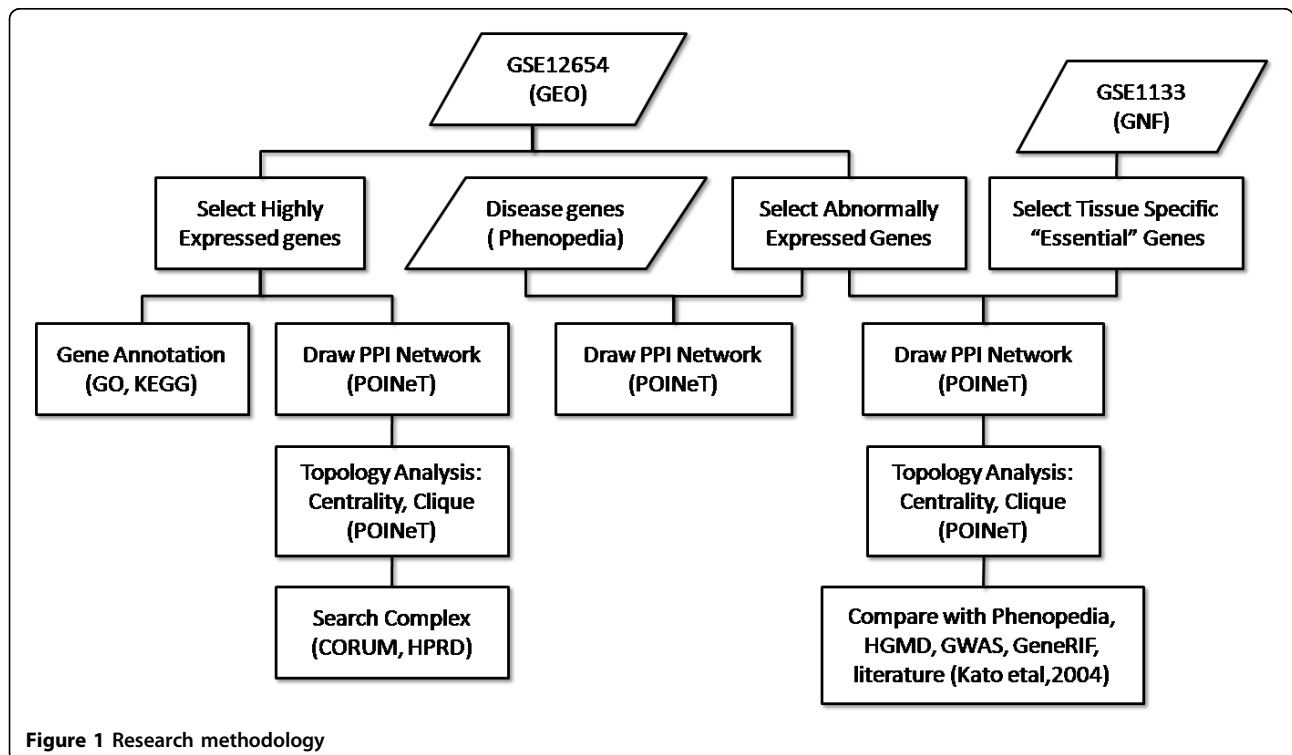 GSE12654
(GEO)
GSE1133
(GNF)
Select Highly
Expressed genes
Disease genes
( Phenopedia)
Select Abnormally
Expressed Genes
Select Tissue Specific
“Essential” Genes
Gene Annotation
(GO, KEGG)
Draw PPI Network
(POINeT)
Draw PPI Network
(POINeT)
Draw PPI Network
(POINeT)
Topology Analysis:
Centrality, Clique
(POINeT)
Topology Analysis:
Centrality, Clique
(POINeT)
Search Complex
(CORUM, HPRD)
Compare with Phenopedia,
HGMD, GWAS, GeneRIF,
literature (Kato etal,2004)
Figure 1 Research methodology